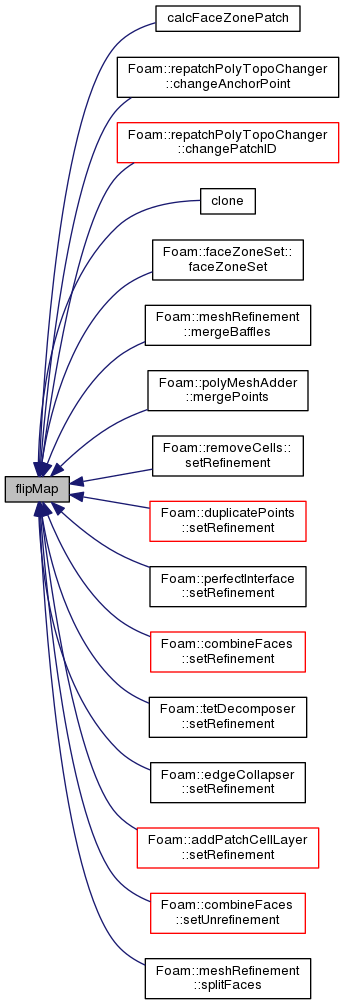 calcFaceZonePatch
Foam::repatchPolyTopoChanger
::changeAnchorPoint
Foam::repatchPolyTopoChanger
::changePatchID
clone
Foam::faceZoneSet::
faceZoneSet
Foam::meshRefinement
::mergeBaffles
Foam::polyMeshAdder
::mergePoints
Foam::removeCells::
setRefinement
flipMap
Foam::duplicatePoints
::setRefinement
Foam::perfectInterface
::setRefinement
Foam::combineFaces
::setRefinement
Foam::tetDecomposer
::setRefinement
Foam::edgeCollapser
::setRefinement
Foam::addPatchCellLayer
::setRefinement
Foam::combineFaces
::setUnrefinement
Foam::meshRefinement
::splitFaces